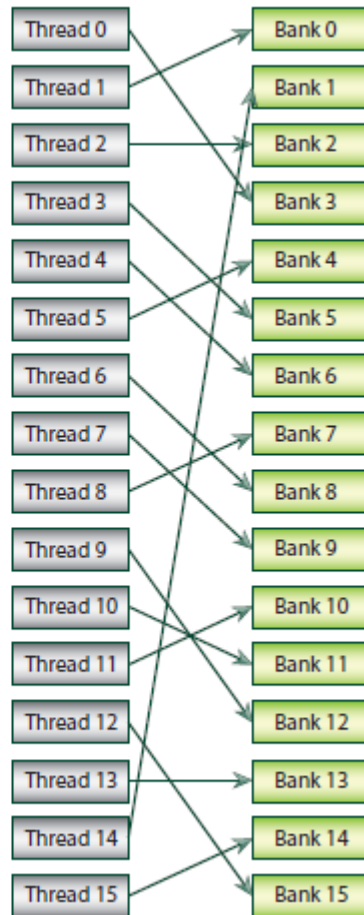 Thread 0 Bank 0
Thread 1 Bank 1
Thread 2 Bank 2
Thread 3 Bank 3
Thread 4 Bank 4
Thread 5 Bank 5
Thread 6 Bank 6
Thread 7 Bank 7
Thread 8 Bank 8
Thread 9 Bank 9
Thread 10 Bank 10
Thread 11 Bank 11
Thread 12 Bank 12
Thread 13 Bank 13
Thread 14 Bank 14
Thread 15 Bank 15